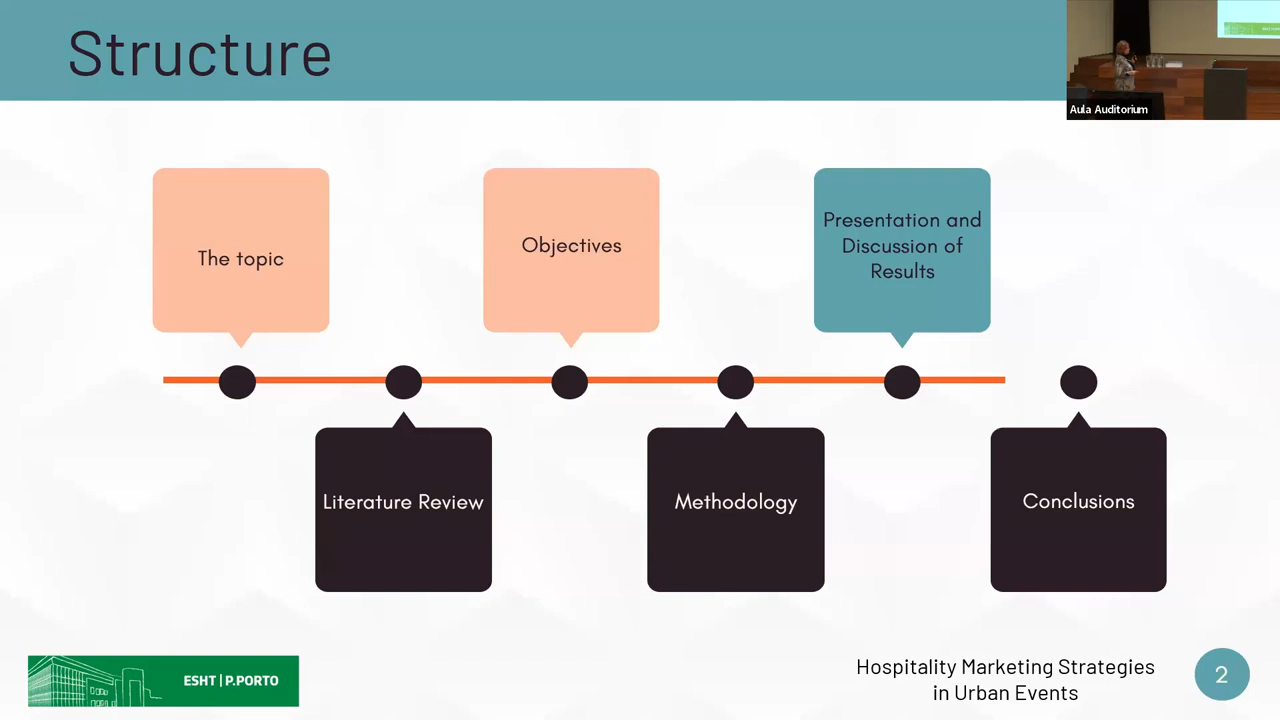 Structure
Aula Auditorium
The topic
Objectives
Presentation and
Discussion of
Results
Literature Review
Methodology
Conclusions
ESHT | P.PORTO
Hospitality Marketing Strategies
in Urban Events
2